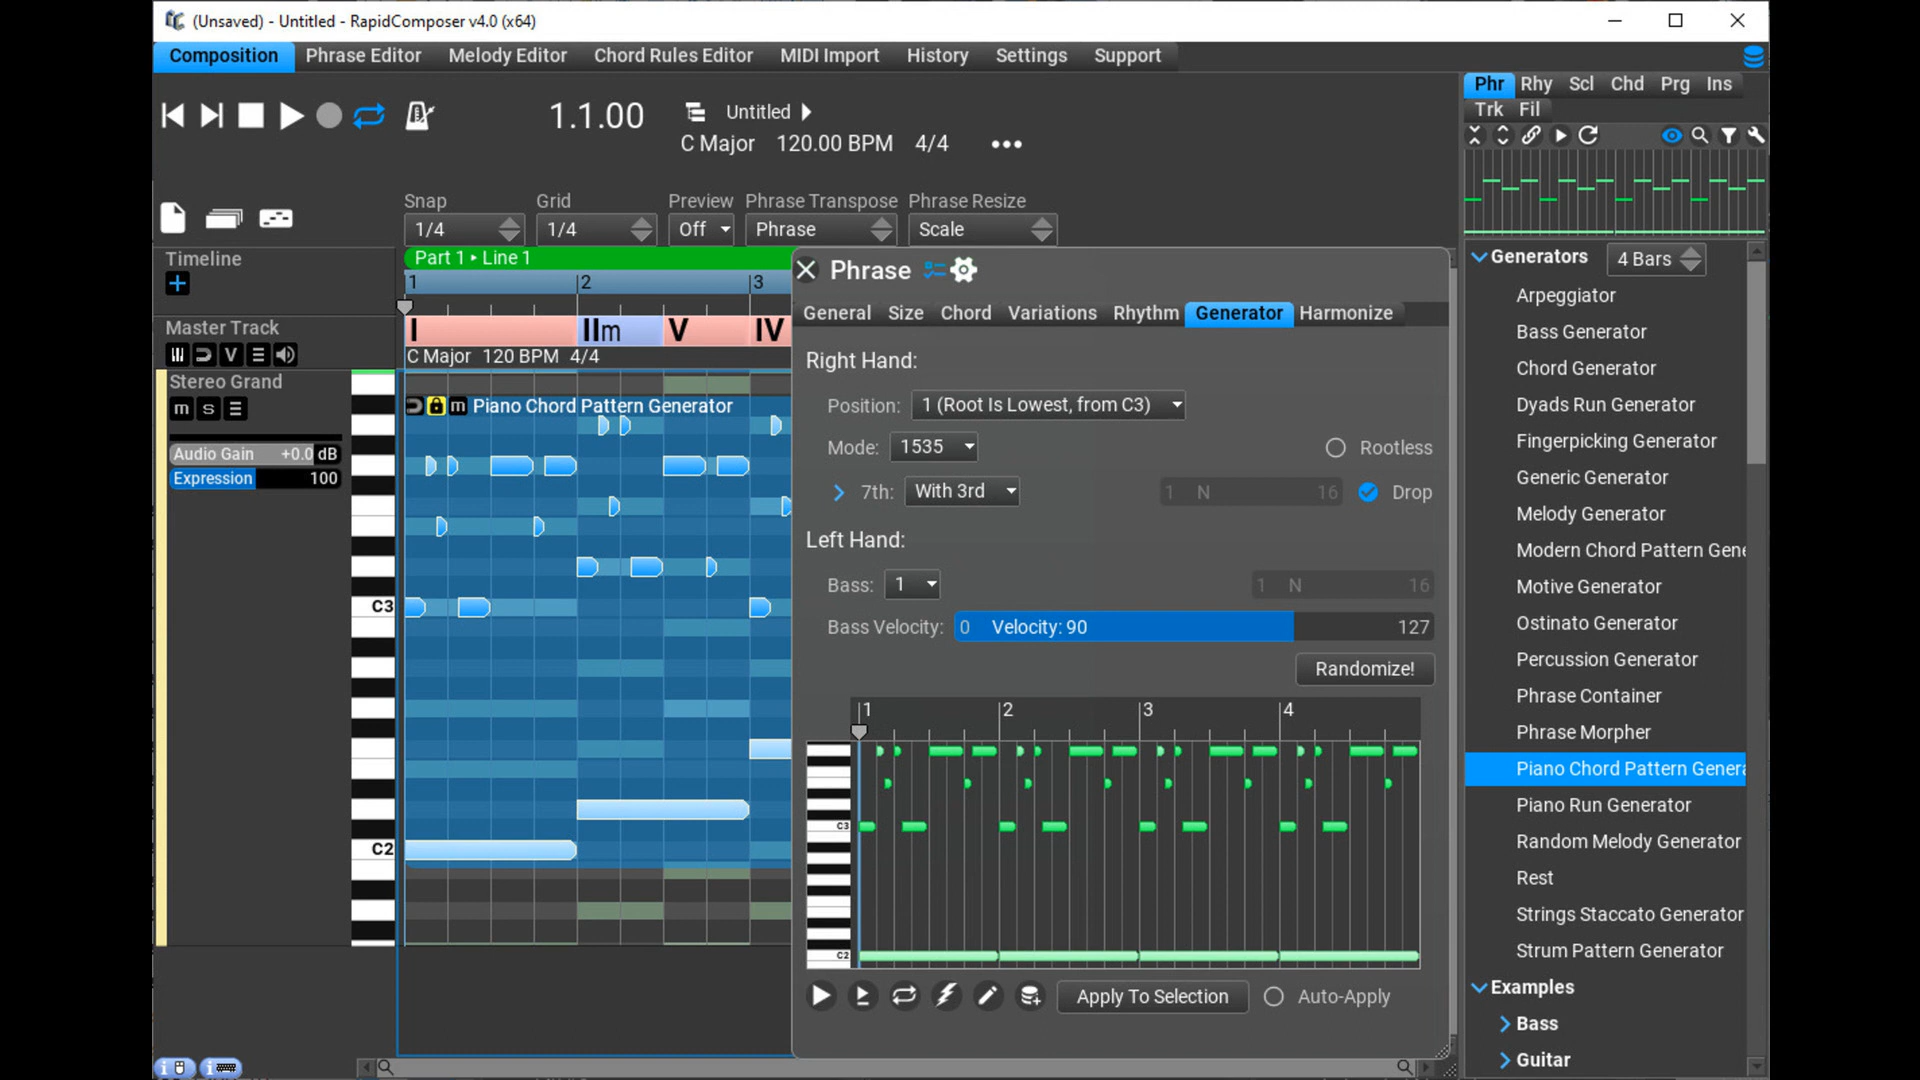 (Unsaved) - Untitled - RapidComposer v4.0 (x64)
Composition Phrase Editor Melody Editor Chord Rules Editor MIDI Import History Settings Support
1.1.00
Untitled
C Major 120.00 BPM 4/4
Snap Grid Preview Phrase Transpose Phrase Resize
1/4 1/4 Off Phrase Scale
Timeline
Part 1 Line 1
1 2 3
Master Track
I IIm V IV
V
C Major 120 BPM 4/4
Stereo Grand
m s
m Piano Chord Pattern Generator
Audio Gain +0.0 dB
Expression 100
C3
C2
Phrase
General Size Chord Variations Rhythm Generator Harmonize
Right Hand:
Position: 1 (Root Is Lowest, from C3)
Mode: 1535 Rootless
7th: With 3rd 1 N 16 Drop
Left Hand:
Bass: 1 1 N 16
Bass Velocity: 0 Velocity: 90 127
Randomize!
1 2 3 4
C3
C2
Apply To Selection Auto-Apply
Phr Rhy Scl Chd Prg Ins
Trk Fil
Generators 4 Bars
Arpeggiator
Bass Generator
Chord Generator
Dyads Run Generator
Fingerpicking Generator
Generic Generator
Melody Generator
Modern Chord Pattern Gene
Motive Generator
Ostinato Generator
Percussion Generator
Phrase Container
Phrase Morpher
Piano Chord Pattern Genera
Piano Run Generator
Random Melody Generator
Rest
Strings Staccato Generator
Strum Pattern Generator
Examples
Bass
Guitar